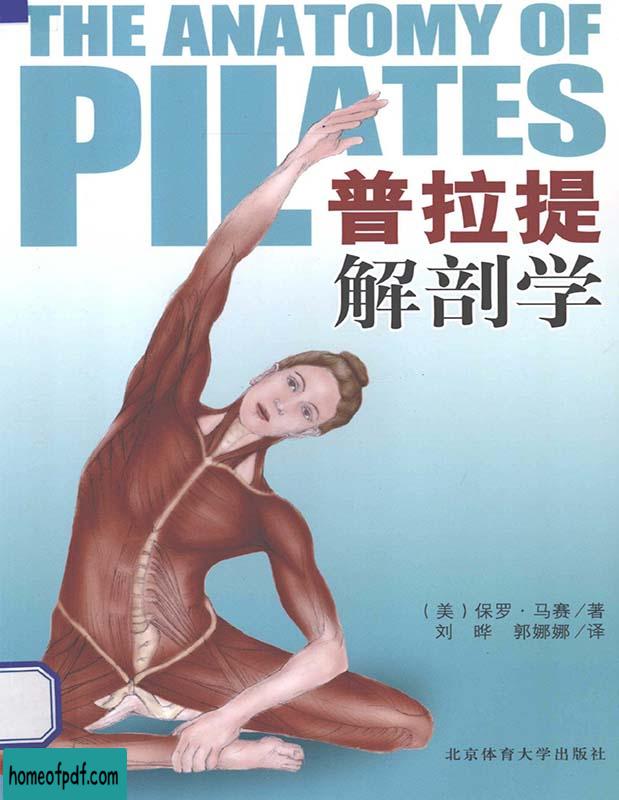 THE ANATOMY OF
PILATES
普拉提
解剖学
（美）保罗·马赛/著
刘 晔 郭娜娜/译
北京体育大学出版社
homeofpdf.com